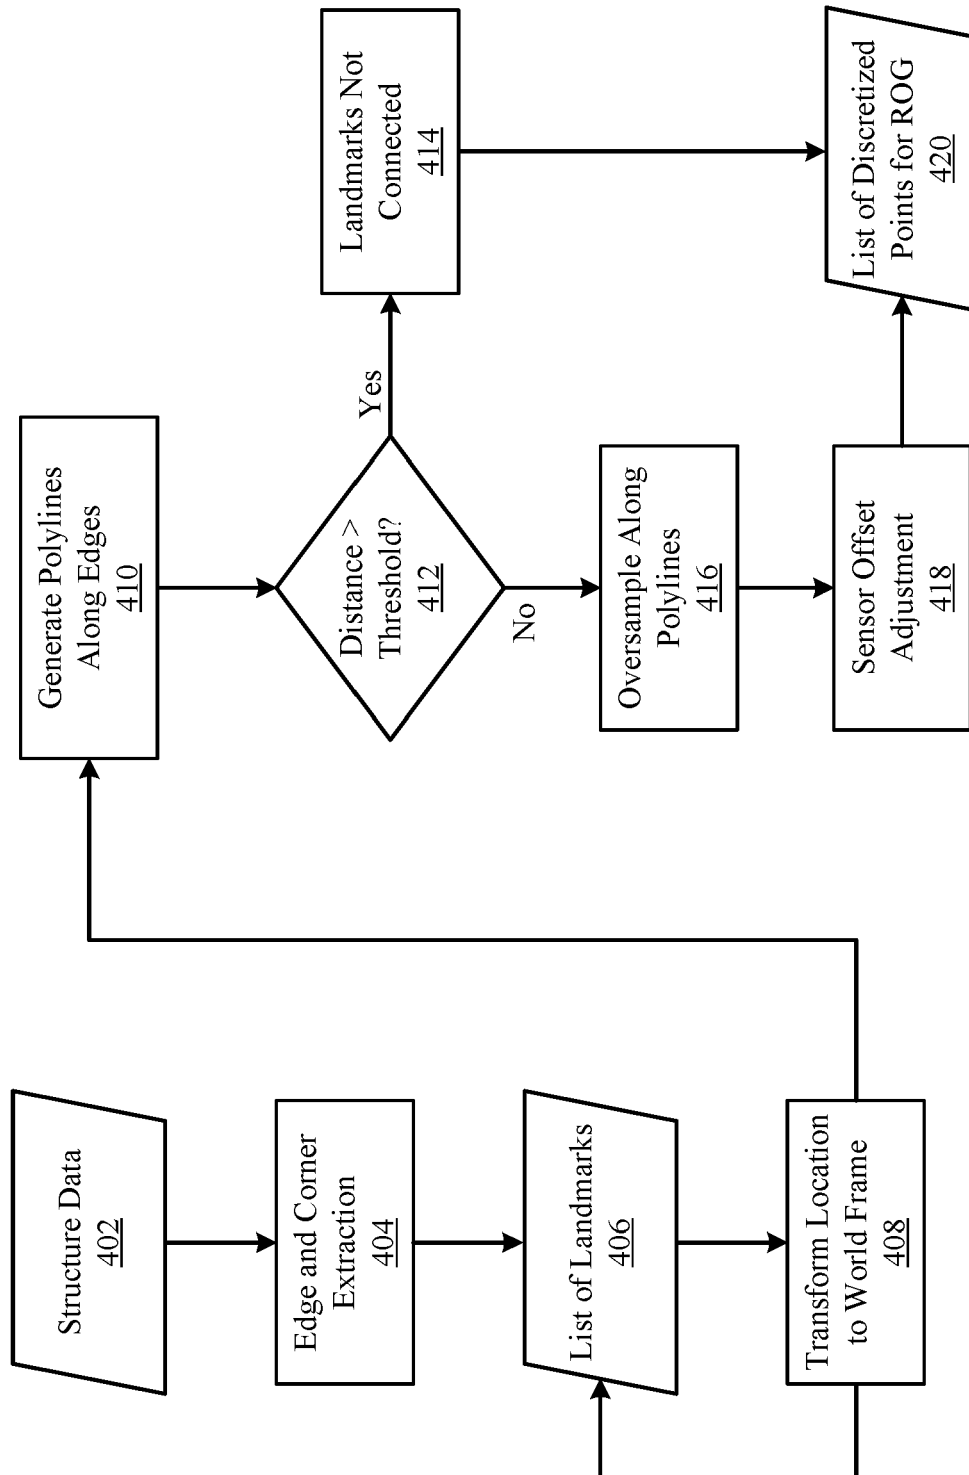 Structure Data
402
Edge and Corner
Extraction
404
List of Landmarks
406
Transform Location
to World Frame
408
Generate Polylines
Along Edges
410
Distance >
Threshold?
412
Yes
No
Landmarks Not
Connected
414
Oversample Along
Polylines
416
Sensor Offset
Adjustment
418
List of Discretized
Points for ROG
420